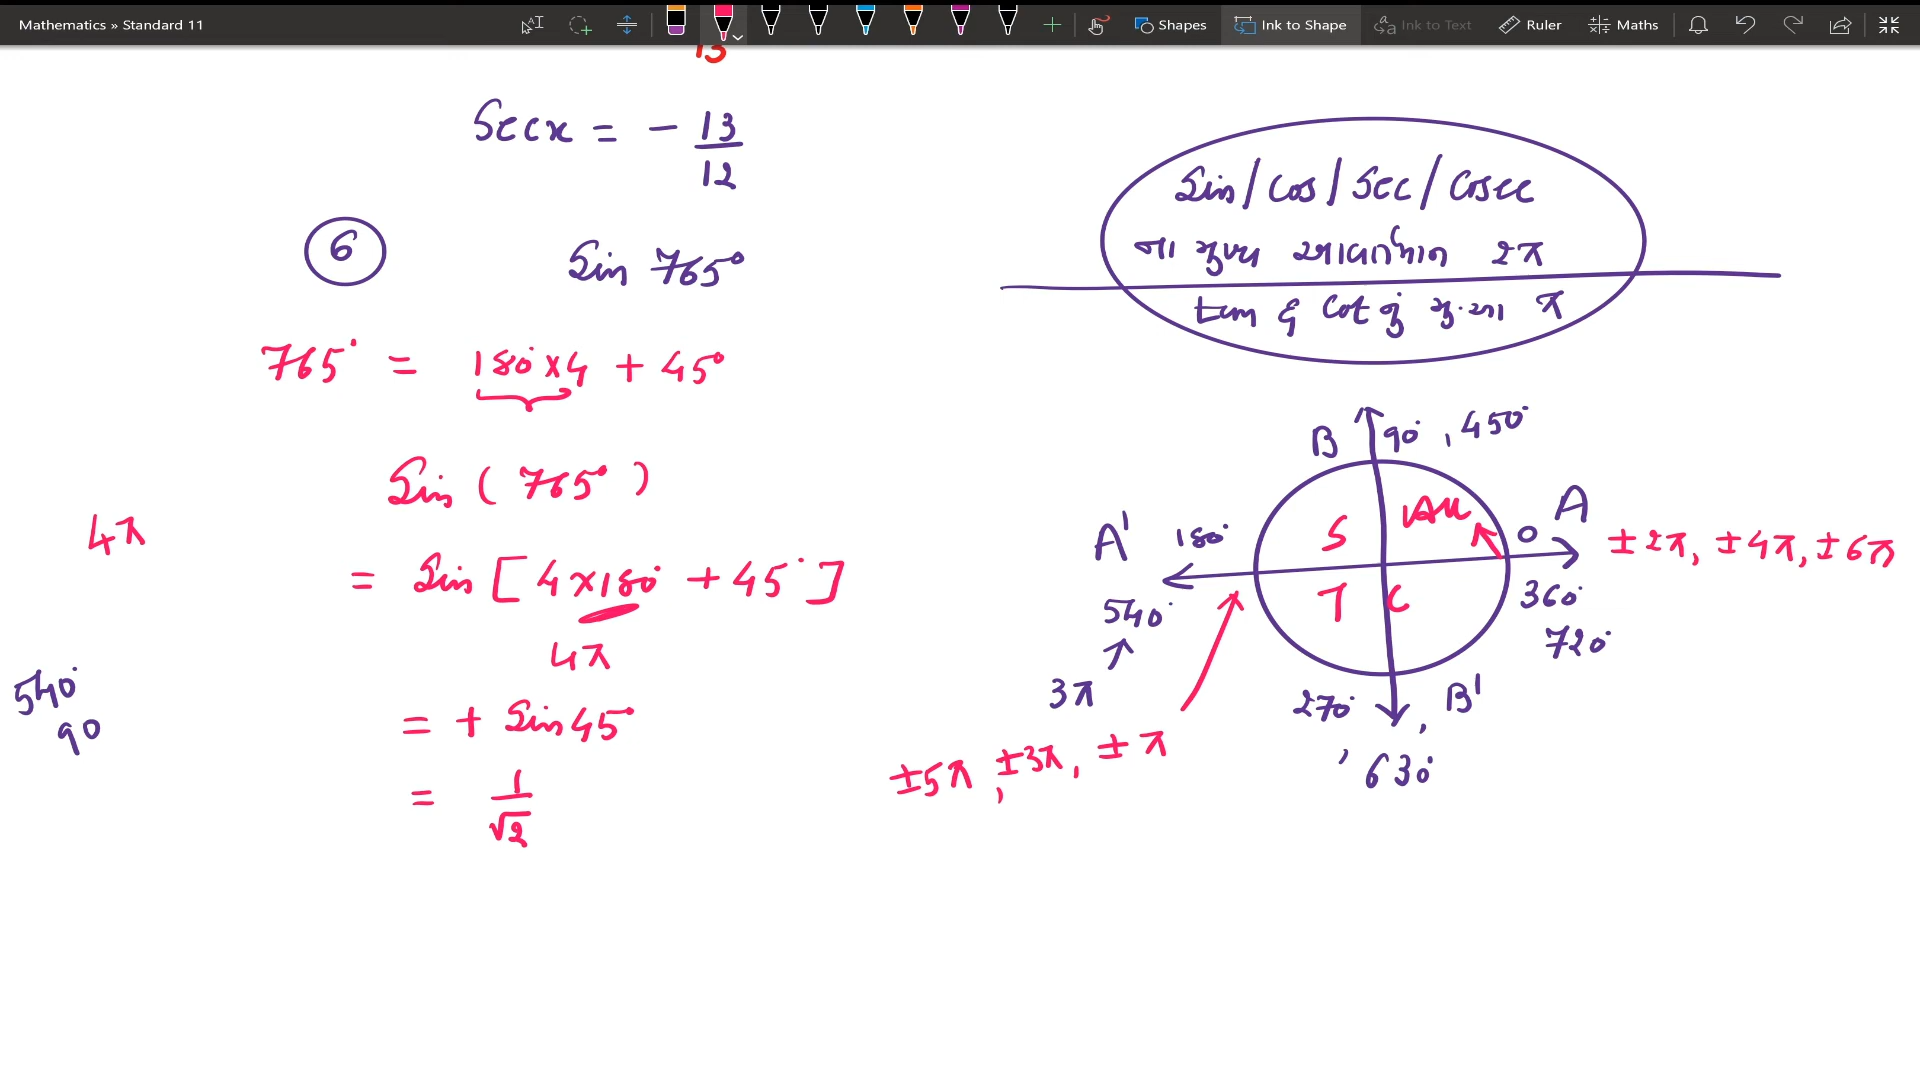 Mathematics » Standard 11
Shapes
Ink to Shape
Ink to Text
Ruler
Maths
13
Secx = - 13/12
6
Sin 765°
765° = 180° × 4 + 45°
Sin ( 765° )
4π
= Sin [ 4 × 180° + 45° ]
4π
540°
90
= + Sin 45°
= 1/√2
Sin / Cos / Sec / Cosec
ના મુખ્ય આવર્તમાન 2π
tan & Cot નું મુ.આ π
B 90°, 450°
A' 180°
S All
0 A
± 2π, ± 4π, ± 6π
540°
T C
360°
720°
3π
270°, B'
, 630°
± 5π, ± 3π, ± π